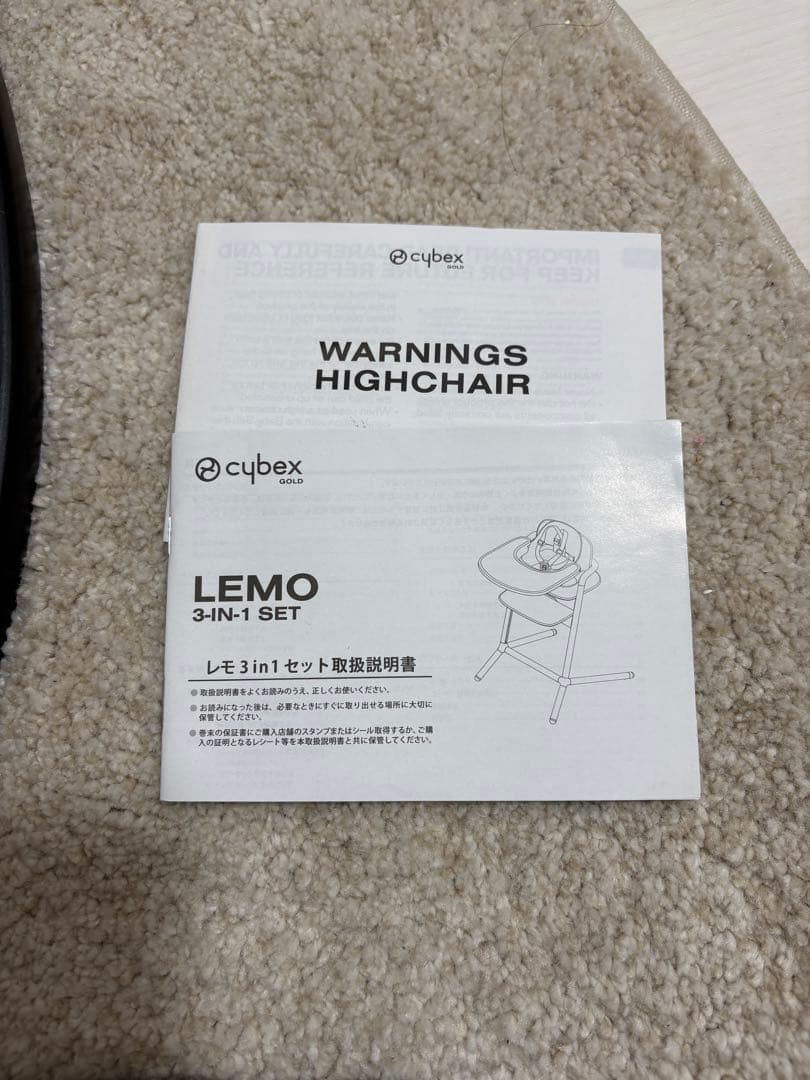 cybex
GOLD
WARNINGS
HIGHCHAIR
cybex
GOLD
LEMO
3-IN-1 SET
レモ3in1セット取扱説明書
● 取扱説明書をよくお読みのうえ、正しくお使いください。
● お読みになった後は、必要なときにすぐに取り出せる場所に大切に
保管してください。
● 巻末の保証書にご購入店舗のスタンプまたはシール取得するか、ご購
入の証明となるレシート等を本取扱説明書と共に保管してください。